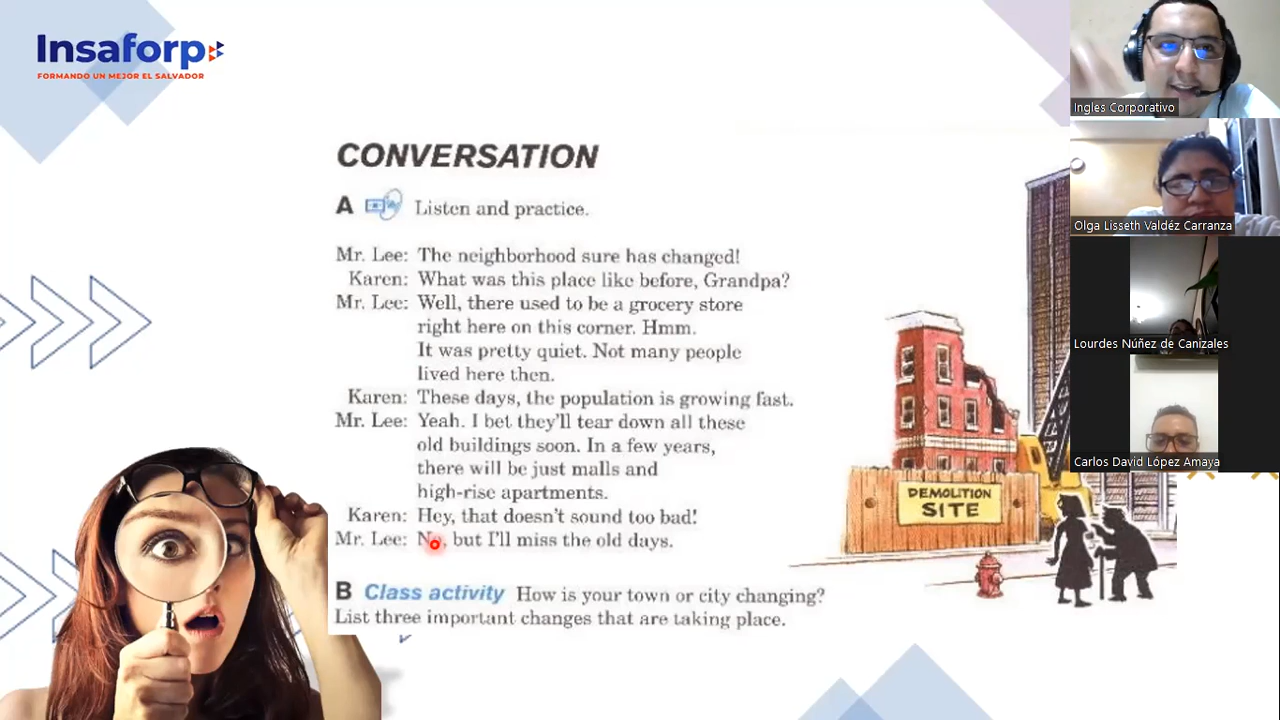 Insaforp
FORMANDO UN MEJOR EL SALVADOR
CONVERSATION
A Listen and practice.
Mr. Lee: The neighborhood sure has changed!
Karen: What was this place like before, Grandpa?
Mr. Lee: Well, there used to be a grocery store
right here on this corner. Hmm.
It was pretty quiet. Not many people
lived here then.
Karen: These days, the population is growing fast.
Mr. Lee: Yeah. I bet they'll tear down all these
old buildings soon. In a few years,
there will be just malls and
high-rise apartments.
Karen: Hey, that doesn't sound too bad!
Mr. Lee: No, but I'll miss the old days.
B Class activity How is your town or city changing?
List three important changes that are taking place.
DEMOLITION
SITE
Ingles Corporativo
Olga Lisseth Valdéz Carranza
Lourdes Núñez de Canizales
Carlos David López Amaya